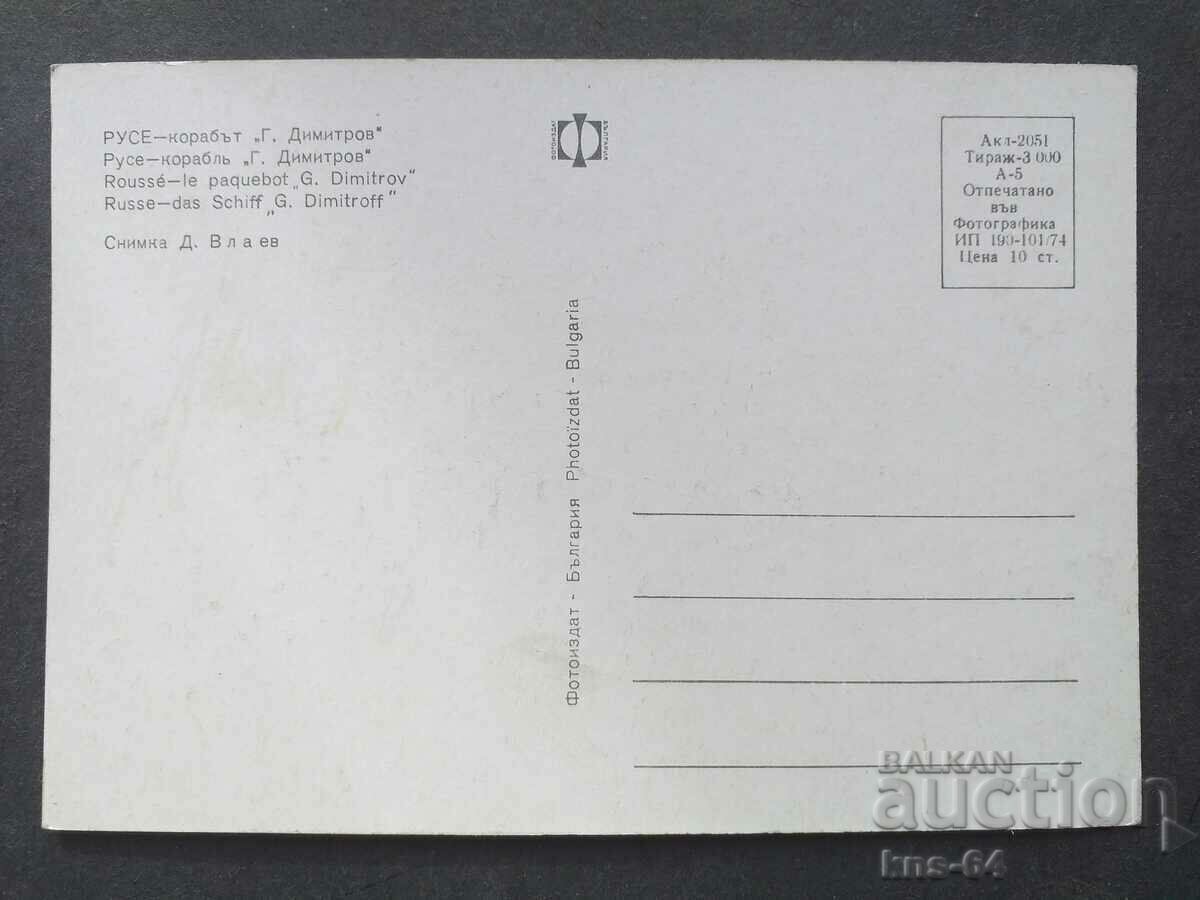 РУСЕ—корабът „Г. Димитров"
Русе—корабль „Г. Димитров"
Roussé—le paquebot „G. Dimitrov"
Russe—das Schiff „G. Dimitroff"
Снимка Д. Влаев
ФОТОИЗДАТ
БЪЛГАРИЯ
Фотоиздат - България Photoïzdat - Bulgaria
Акл-2051
Тираж-3 000
А-5
Отпечатано
във
Фотографика
ИП 190-101/74
Цена 10 ст.
BALKAN
auction
kns-64